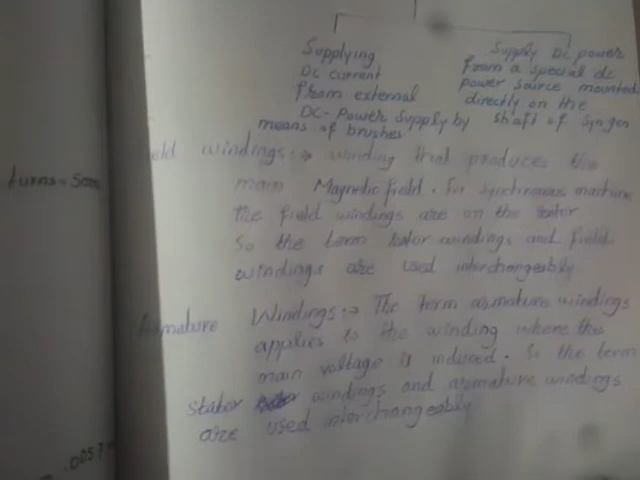 Supplying
DC current
from external
DC-Power supply by
means of brushes
Supply DC power
from a special dc
power source mounted
directly on the
shaft of syn gen
eld windings :→ winding that produces the
main Magnetic field. For synchronous machine
the field windings are on the rotor
So the term rotor windings and field
windings are used interchangeably
Armature Windings :→ The term armature windings
applies to the winding where the
main voltage is induced. So the term
stator windings and armature windings
are used interchangeably
turns = 500
.0057